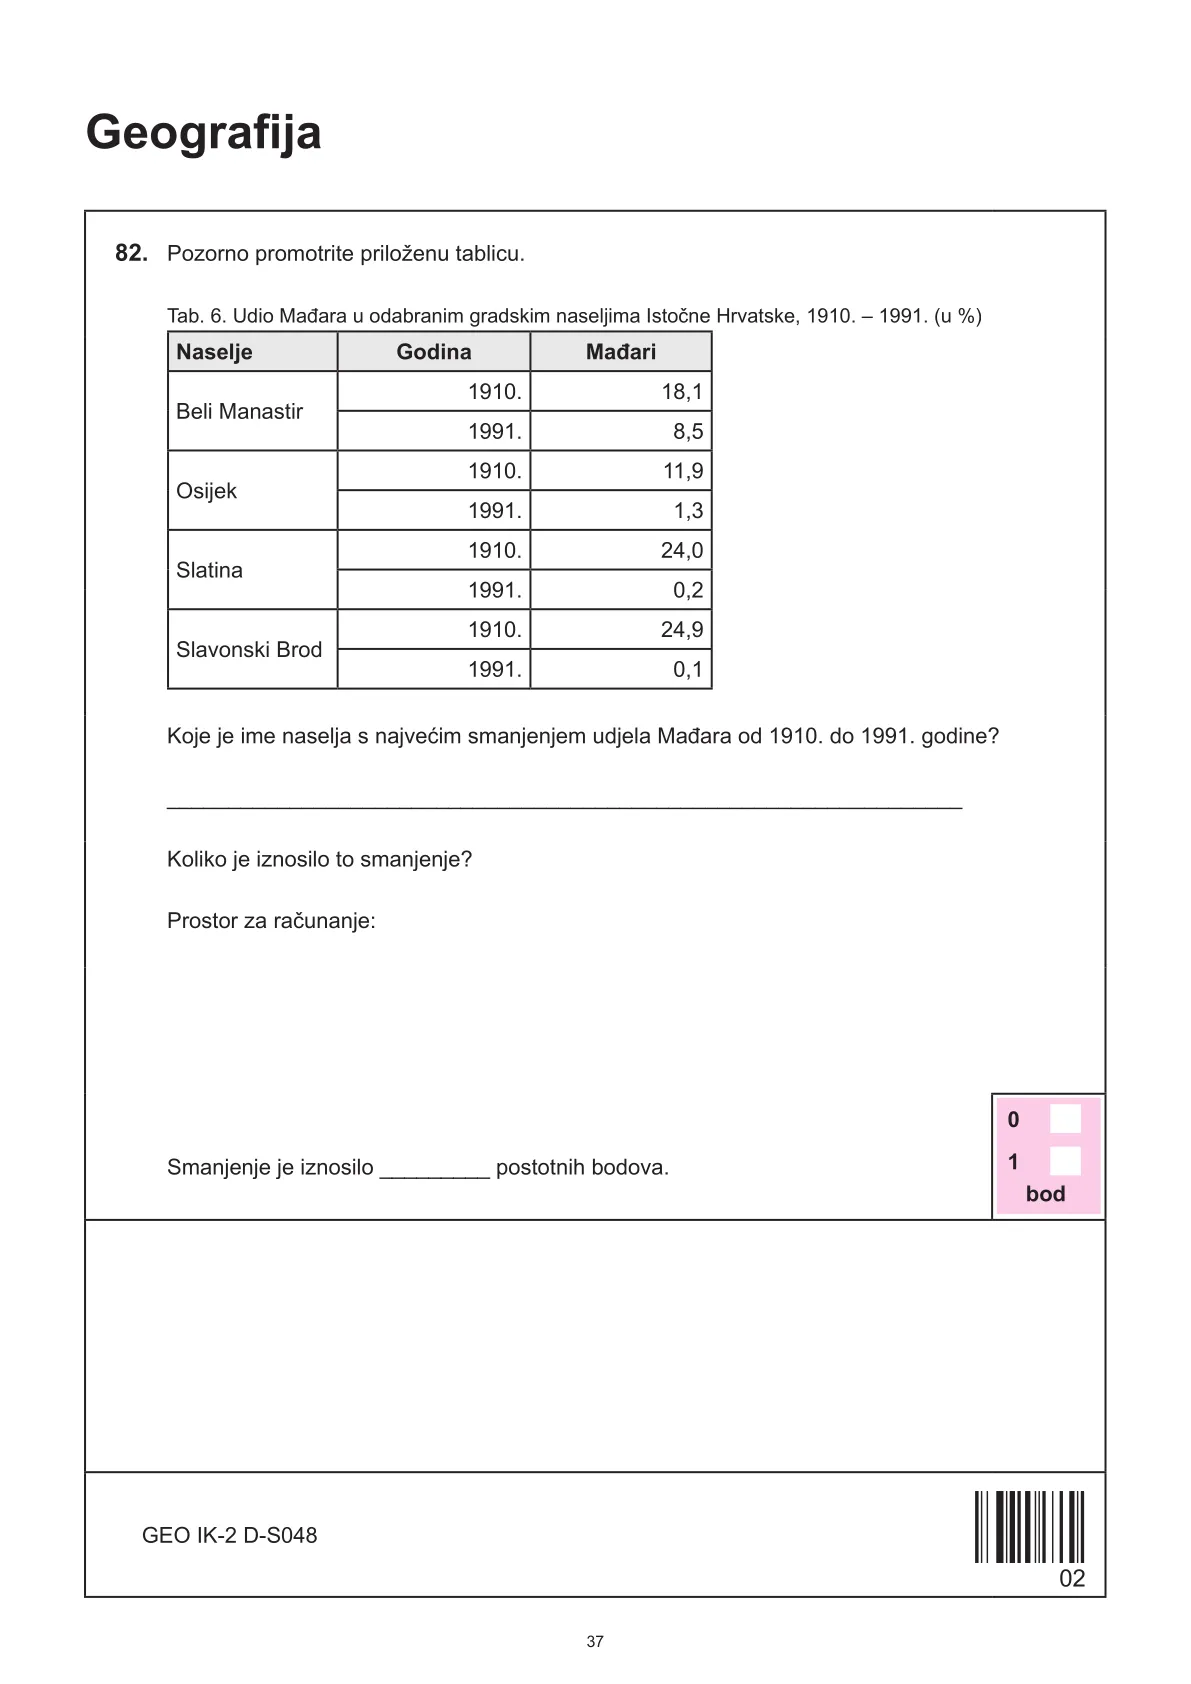 Geografija
82. Pozorno promotrite priloženu tablicu.
Tab. 6. Udio Mađara u odabranim gradskim naseljima Istočne Hrvatske, 1910. – 1991. (u %)
Naselje Godina Mađari
Beli Manastir 1910. 18,1
1991. 8,5
Osijek 1910. 11,9
1991. 1,3
Slatina 1910. 24,0
1991. 0,2
Slavonski Brod 1910. 24,9
1991. 0,1
Koje je ime naselja s najvećim smanjenjem udjela Mađara od 1910. do 1991. godine?
Koliko je iznosilo to smanjenje?
Prostor za računanje:
Smanjenje je iznosilo _________ postotnih bodova.
0
1
bod
GEO IK-2 D-S048
02
37